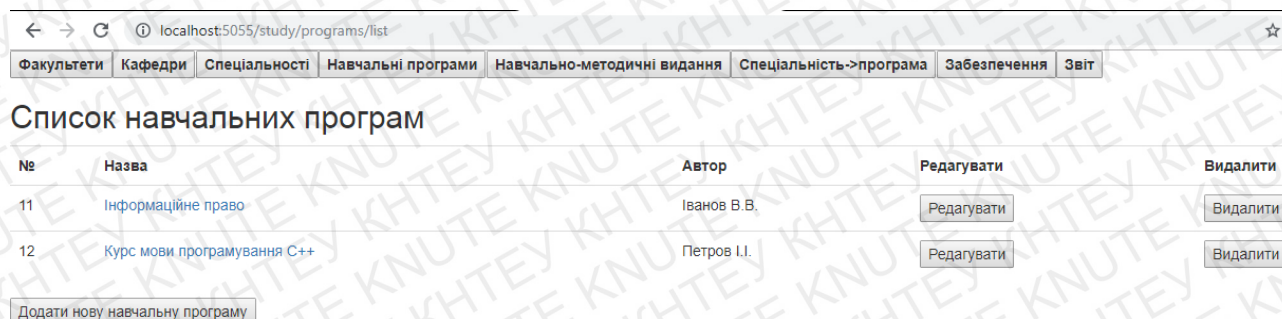 localhost:5055/study/programs/list
Факультети Кафедри Спеціальності Навчальні програми Навчально-методичні видання Спеціальність->програма Забезпечення Звіт
Список навчальних програм
№ Назва Автор Редагувати Видалити
11 Інформаційне право Іванов В.В. Редагувати Видалити
12 Курс мови програмування C++ Петров І.І. Редагувати Видалити
Додати нову навчальну програму